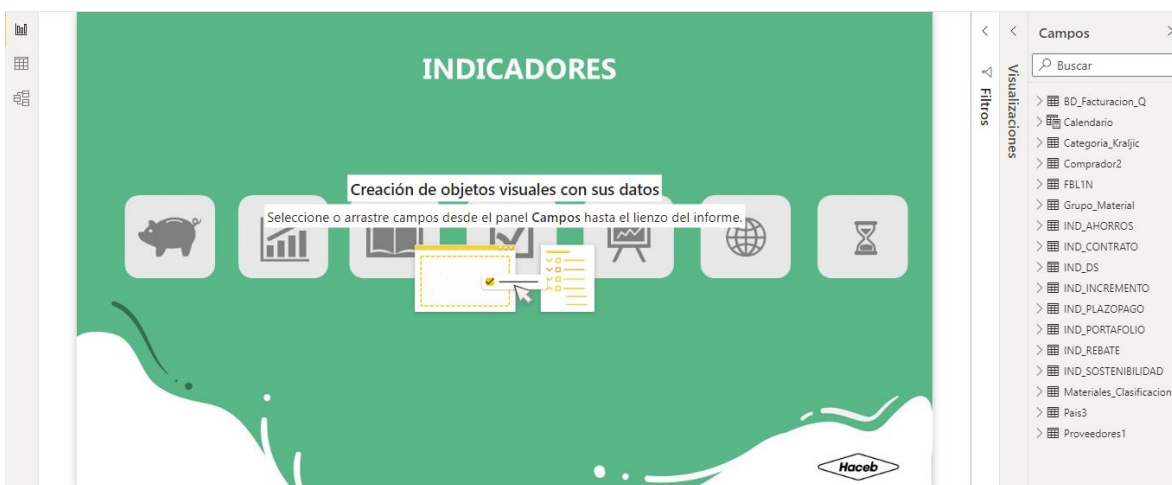 INDICADORES
Creación de objetos visuales con sus datos
Seleccione o arrastre campos desde el panel Campos hasta el lienzo del informe.
Haceb
Filtros
Visualizaciones
Campos
Buscar
BD_Facturacion_Q
Calendario
Categoria_Kraljic
Comprador2
FBL1N
Grupo_Material
IND_AHORROS
IND_CONTRATO
IND_DS
IND_INCREMENTO
IND_PLAZOPAGO
IND_PORTAFOLIO
IND_REBATE
IND_SOSTENIBILIDAD
Materiales_Clasificacion
Pais3
Proveedores1